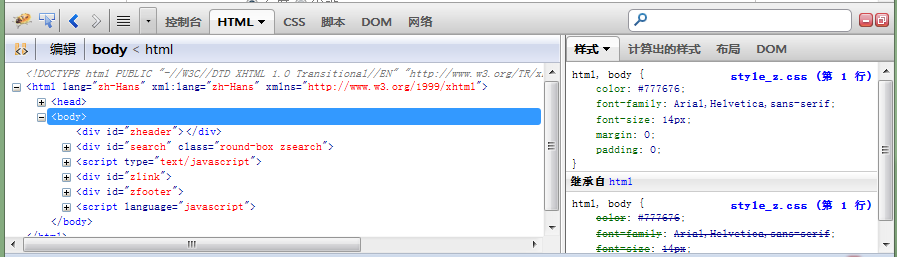 控制台 HTML CSS 脚本 DOM 网络
编辑 body < html
样式 计算出的样式 布局 DOM
<!DOCTYPE html PUBLIC "-//W3C//DTD XHTML 1.0 Transitional//EN" "http://www.w3.org/TR/x
<html lang="zh-Hans" xml:lang="zh-Hans" xmlns="http://www.w3.org/1999/xhtml">
<head>
<body>
<div id="zheader"></div>
<div id="search" class="round-box zsearch">
<script type="text/javascript">
<div id="zlink">
<div id="zfooter">
<script language="javascript">
</body>
</html>
html, body { style_z.css (第 1 行)
color: #777676;
font-family: Arial,Helvetica,sans-serif;
font-size: 14px;
margin: 0;
padding: 0;
}
继承自 html
html, body { style_z.css (第 1 行)
color: #777676;
font-family: Arial,Helvetica,sans-serif;
font-size: 14px;